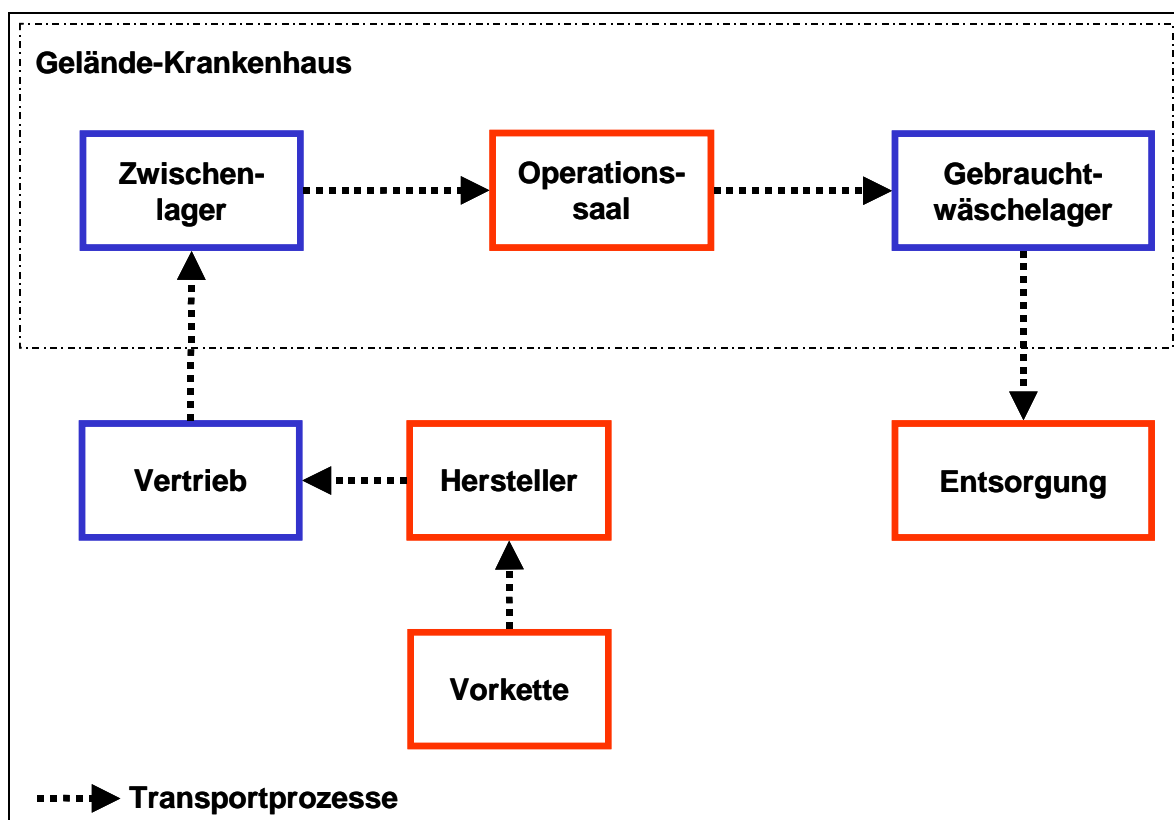 Gelände-Krankenhaus
Zwischen-
lager
Operations-
saal
Gebraucht-
wäschelager
Vertrieb
Hersteller
Entsorgung
Vorkette
Transportprozesse